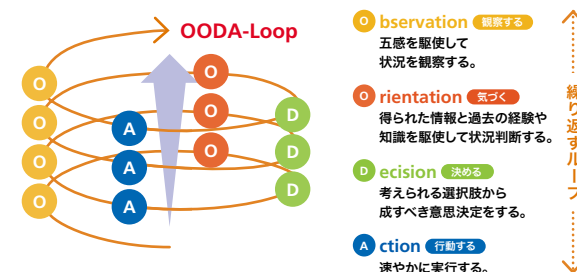 OODA-Loop
O
O
O
O
O
O
O
A
A
A
D
D
D
Observation 観察する
五感を駆使して
状況を観察する。
Orientation 気づく
得られた情報と過去の経験や
知識を駆使して状況判断する。
Decision 決める
考えられる選択肢から
成すべき意思決定をする。
Action 行動する
速やかに実行する。
繰り返すループ